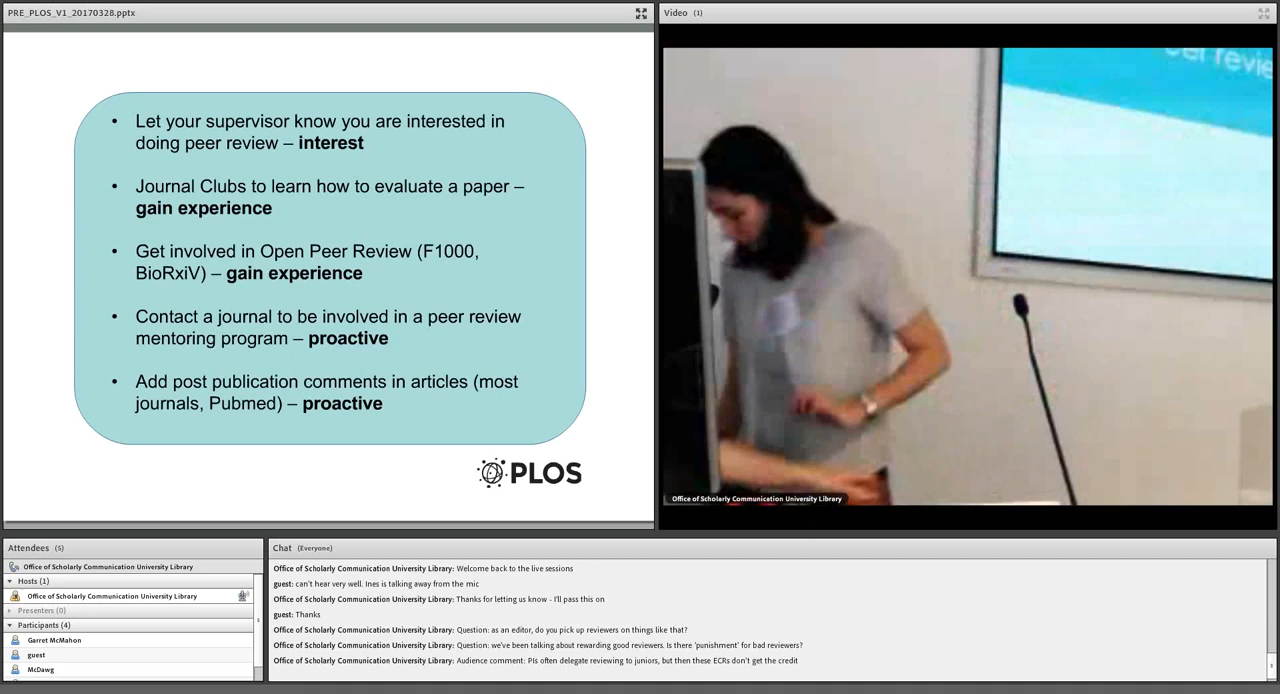 PRE_PLOS_V1_20170328.pptx
• Let your supervisor know you are interested in
doing peer review – interest
• Journal Clubs to learn how to evaluate a paper –
gain experience
• Get involved in Open Peer Review (F1000,
BioRxiV) – gain experience
• Contact a journal to be involved in a peer review
mentoring program – proactive
• Add post publication comments in articles (most
journals, Pubmed) – proactive
PLOS
Video (1)
Office of Scholarly Communication University Library
Attendees (5)
Office of Scholarly Communication University Library
Hosts (1)
Office of Scholarly Communication University Library
Presenters (0)
Participants (4)
Garret McMahon
guest
McDawg
Chat (Everyone)
Office of Scholarly Communication University Library: Welcome back to the live sessions
guest: can't hear very well. Ines is talking away from the mic
Office of Scholarly Communication University Library: Thanks for letting us know - I'll pass this on
guest: Thanks
Office of Scholarly Communication University Library: Question: as an editor, do you pick up reviewers on things like that?
Office of Scholarly Communication University Library: Question: we've been talking about rewarding good reviewers. Is there 'punishment' for bad reviewers?
Office of Scholarly Communication University Library: Audience comment: PIs often delegate reviewing to juniors, but then these ECRs don't get the credit